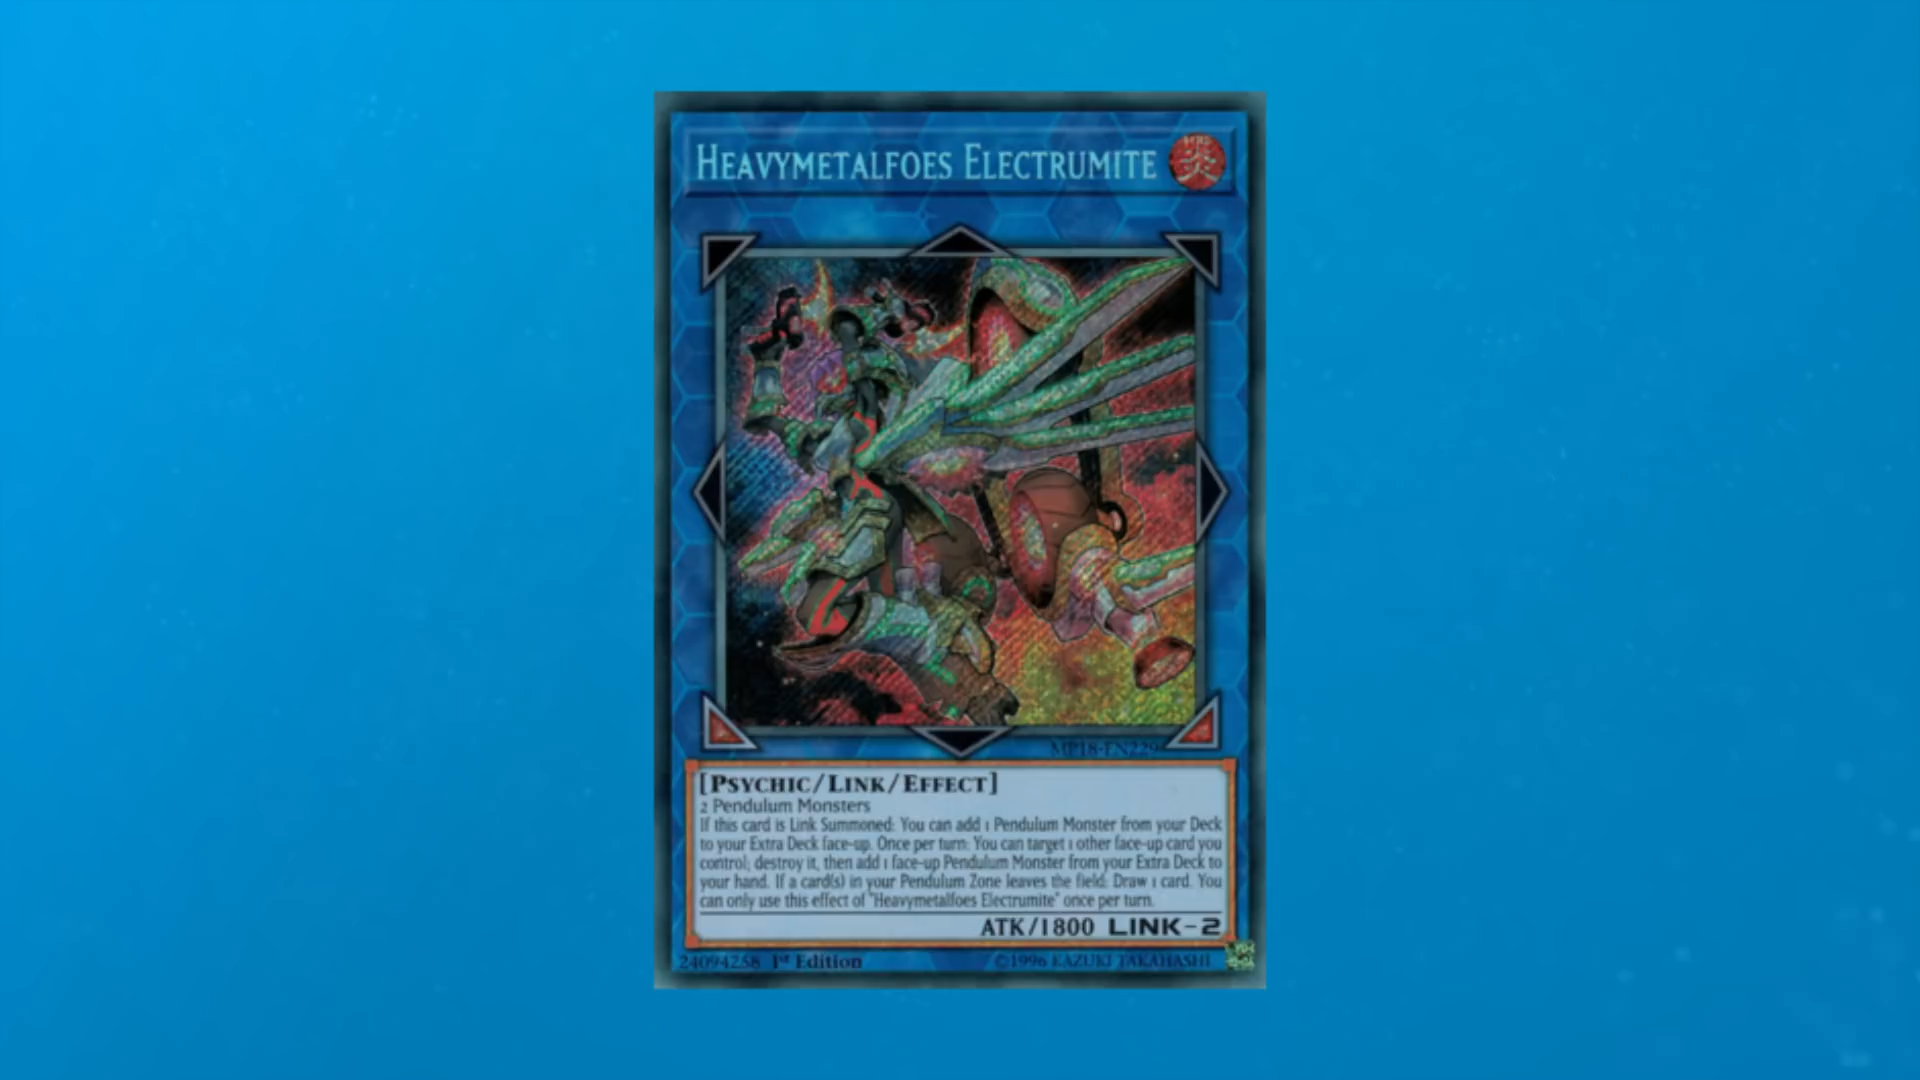 HEAVYMETALFOES ELECTRUMITE
炎
MP18-EN229
[PSYCHIC/LINK/EFFECT]
2 Pendulum Monsters
If this card is Link Summoned: You can add 1 Pendulum Monster from your Deck
to your Extra Deck face-up. Once per turn: You can target 1 other face-up card you
control; destroy it, then add 1 face-up Pendulum Monster from your Extra Deck to
your hand. If a card(s) in your Pendulum Zone leaves the field: Draw 1 card. You
can only use this effect of "Heavymetalfoes Electrumite" once per turn.
ATK/1800 LINK-2
24094258 1st Edition ©1996 KAZUKI TAKAHASHI